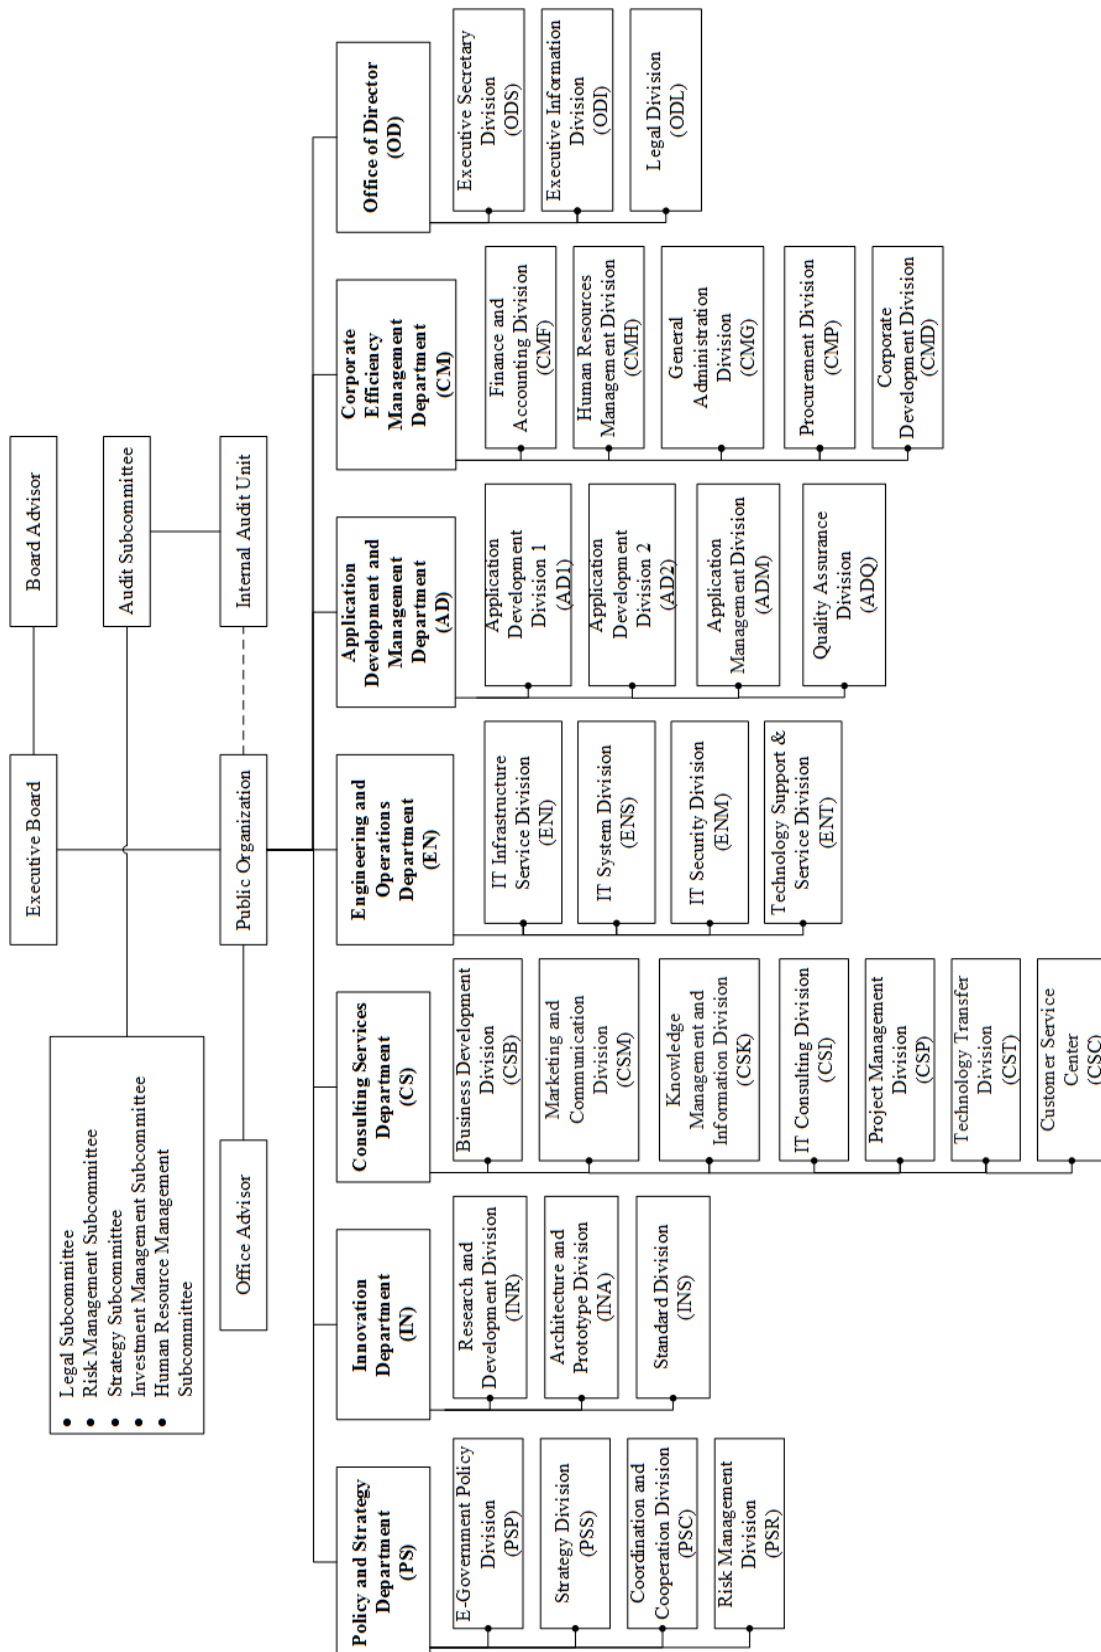 Executive Board
Board Advisor
• Legal Subcommittee
• Risk Management Subcommittee
• Strategy Subcommittee
• Investment Management Subcommittee
• Human Resource Management
Subcommittee
Audit Subcommittee
Office Advisor
Public Organization
Internal Audit Unit
Policy and Strategy
Department
(PS)
E-Government Policy
Division
(PSP)
Strategy Division
(PSS)
Coordination and
Cooperation Division
(PSC)
Risk Management
Division
(PSR)
Innovation
Department
(IN)
Research and
Development Division
(INR)
Architecture and
Prototype Division
(INA)
Standard Division
(INS)
Consulting Services
Department
(CS)
Business Development
Division
(CSB)
Marketing and
Communication
Division
(CSM)
Knowledge
Management and
Information Division
(CSK)
IT Consulting Division
(CSI)
Project Management
Division
(CSP)
Technology Transfer
Division
(CST)
Customer Service
Center
(CSC)
Engineering and
Operations
Department
(EN)
IT Infrastructure
Service Division
(ENI)
IT System Division
(ENS)
IT Security Division
(ENM)
Technology Support &
Service Division
(ENT)
Application
Development and
Management
Department
(AD)
Application
Development
Division 1
(AD1)
Application
Development
Division 2
(AD2)
Application
Management Division
(ADM)
Quality Assurance
Division
(ADQ)
Corporate
Efficiency
Management
Department
(CM)
Finance and
Accounting Division
(CMF)
Human Resources
Management Division
(CMH)
General
Administration
Division
(CMG)
Procurement Division
(CMP)
Corporate
Development Division
(CMD)
Office of Director
(OD)
Executive Secretary
Division
(ODS)
Executive Information
Division
(ODI)
Legal Division
(ODL)